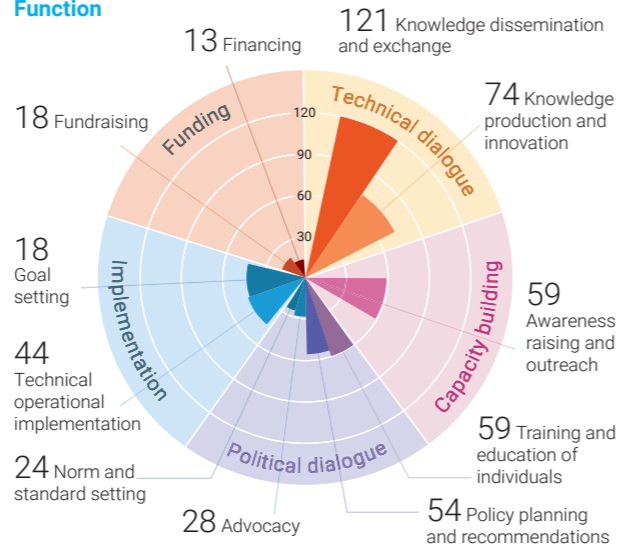 Function
121 Knowledge dissemination
and exchange
13 Financing
74 Knowledge
production and
innovation
18 Fundraising
Funding
Technical dialogue
120
90
60
30
18
Goal
setting
Implementation
Capacity building
59
Awareness
raising and
outreach
44
Technical
operational
implementation
59 Training and
education of
individuals
Political dialogue
24 Norm and
standard setting
28 Advocacy
54 Policy planning
and recommendations